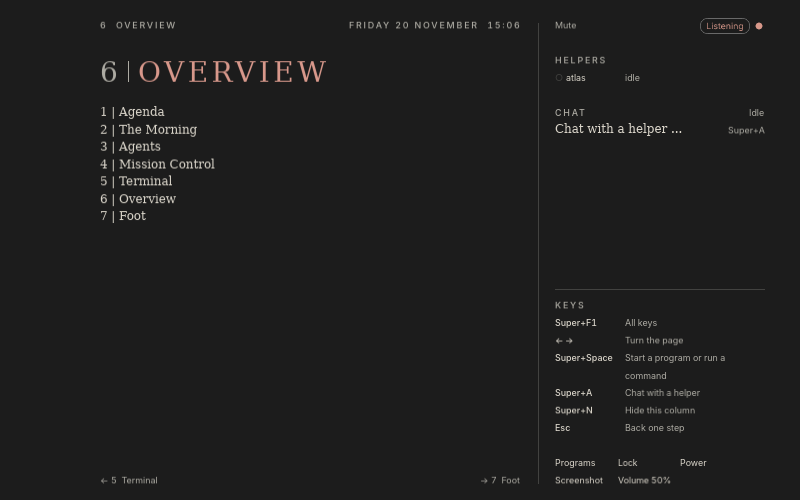 6 OVERVIEW
FRIDAY 20 NOVEMBER 15:06
6 | OVERVIEW
1 | Agenda
2 | The Morning
3 | Agents
4 | Mission Control
5 | Terminal
6 | Overview
7 | Foot
← 5 Terminal
→ 7 Foot
Mute
Listening
HELPERS
atlas idle
CHAT Idle
Chat with a helper ... Super+A
KEYS
Super+F1 All keys
← → Turn the page
Super+Space Start a program or run a
command
Super+A Chat with a helper
Super+N Hide this column
Esc Back one step
Programs Lock Power
Screenshot Volume 50%